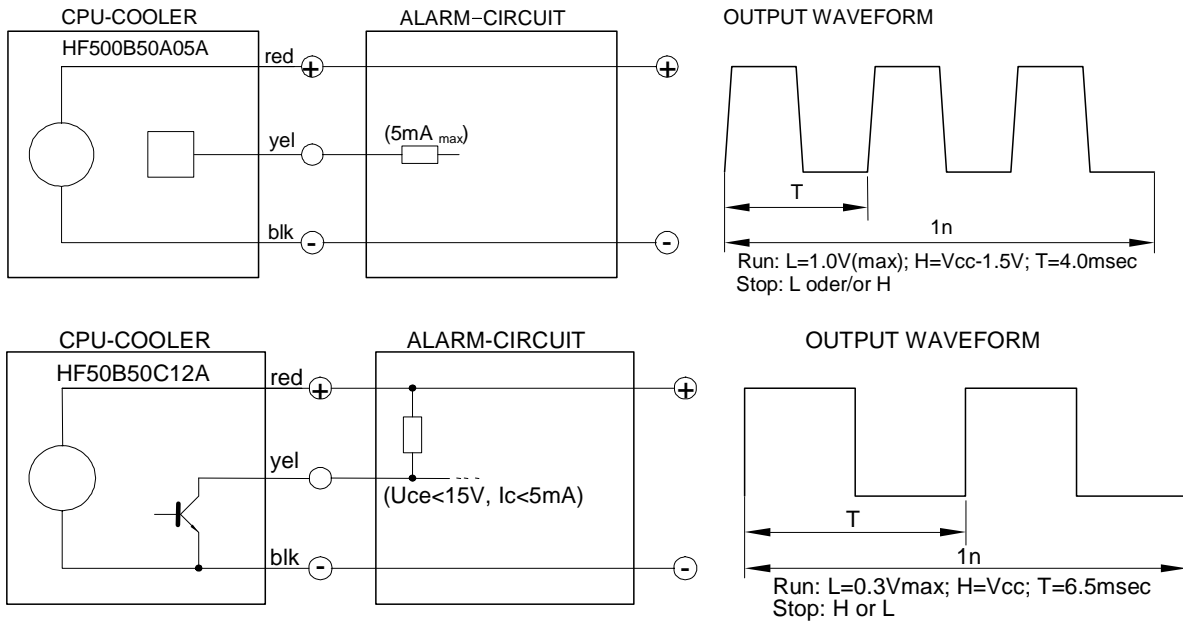 CPU-COOLER
ALARM-CIRCUIT
OUTPUT WAVEFORM
HF500B50A05A
red
+
+
yel
(5mA max)
T
blk
-
-
1n
Run: L=1.0V(max); H=Vcc-1.5V; T=4.0msec
Stop: L oder/or H
CPU-COOLER
ALARM-CIRCUIT
OUTPUT WAVEFORM
HF50B50C12A
red
+
+
yel
(Uce<15V, Ic<5mA)
T
blk
-
-
1n
Run: L=0.3Vmax; H=Vcc; T=6.5msec
Stop: H or L